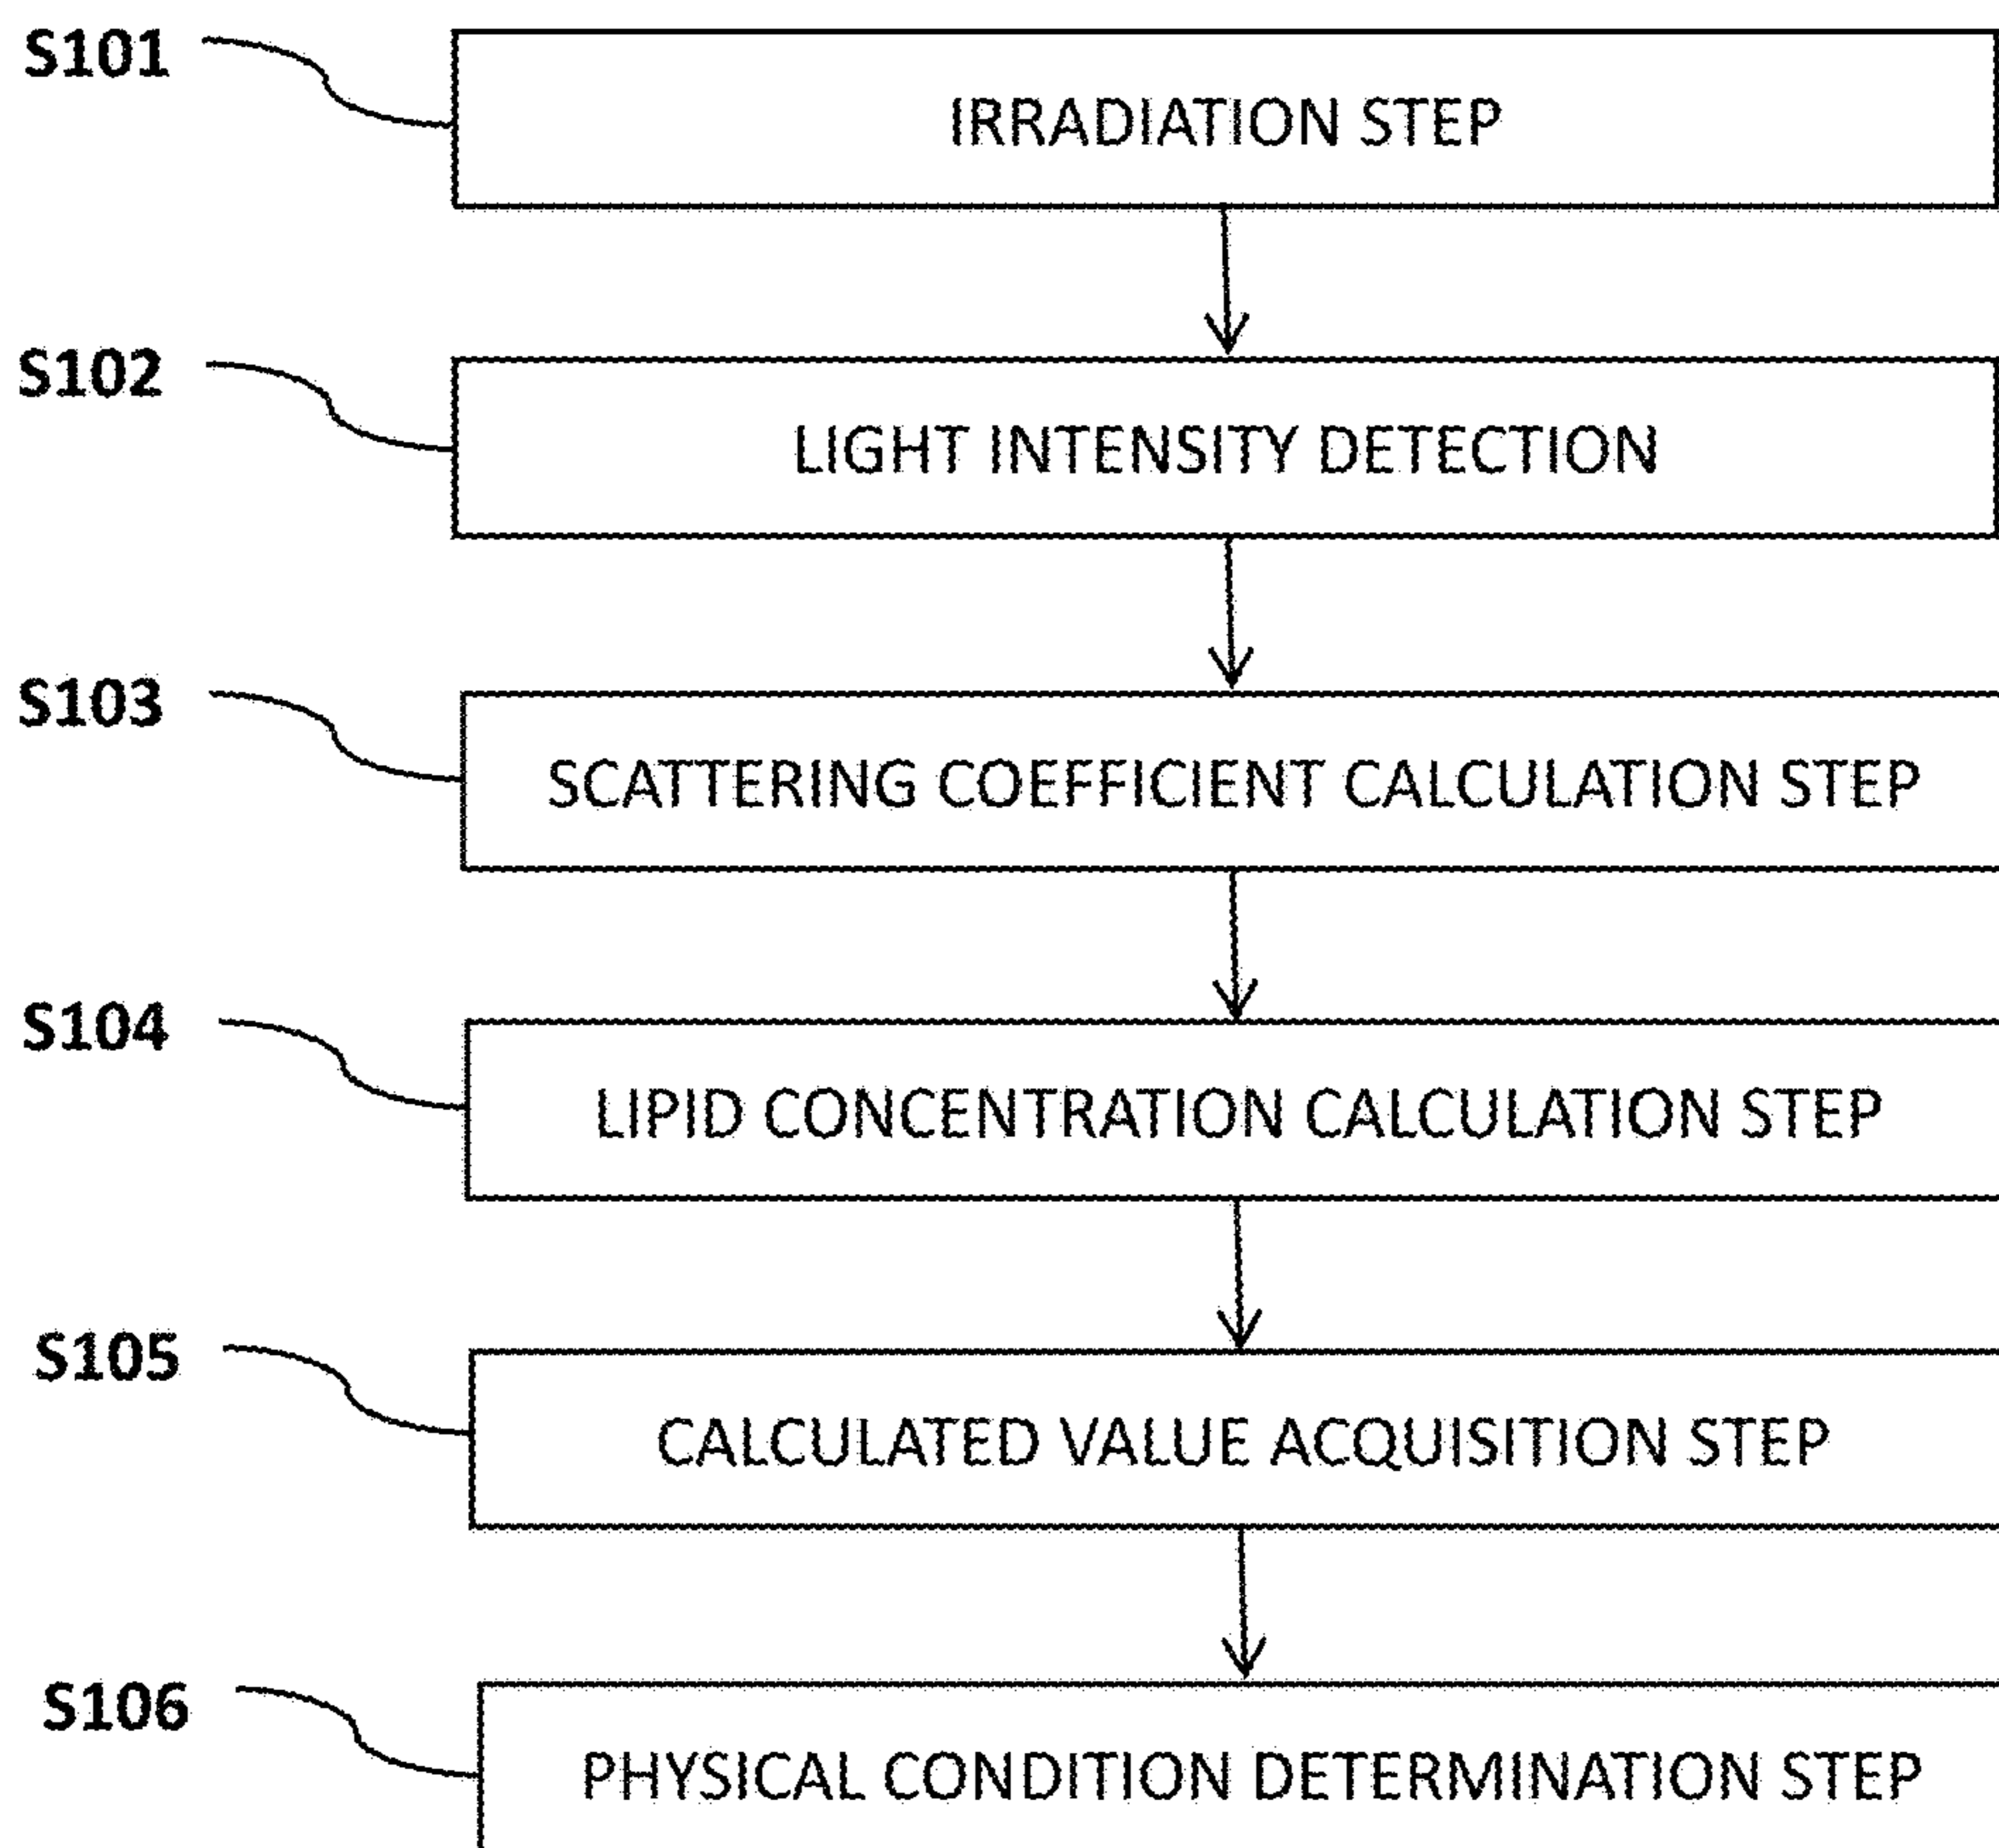 S101
IRRADIATION STEP
S102
LIGHT INTENSITY DETECTION
S103
SCATTERING COEFFICIENT CALCULATION STEP
S104
LIPID CONCENTRATION CALCULATION STEP
S105
CALCULATED VALUE ACQUISITION STEP
S106
PHYSICAL CONDITION DETERMINATION STEP